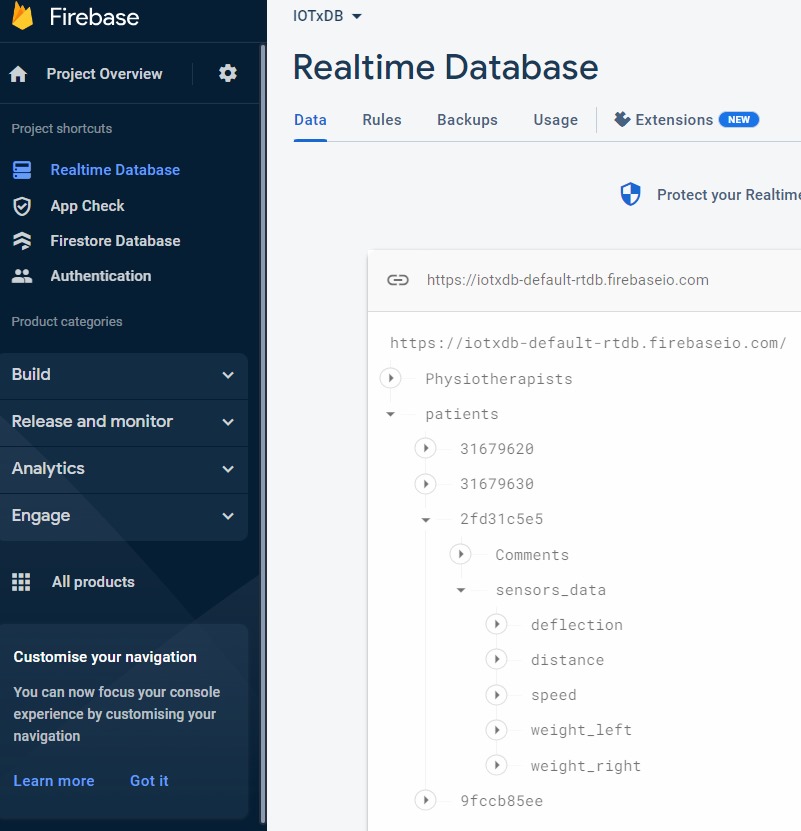 Firebase
Project Overview
Project shortcuts
Realtime Database
App Check
Firestore Database
Authentication
Product categories
Build
Release and monitor
Analytics
Engage
All products
Customise your navigation
You can now focus your console
experience by customising your
navigation
Learn more Got it
IOTxDB
Realtime Database
Data Rules Backups Usage Extensions NEW
Protect your Realtime
https://iotxdb-default-rtdb.firebaseio.com
https://iotxdb-default-rtdb.firebaseio.com/
Physiotherapists
patients
31679620
31679630
2fd31c5e5
Comments
sensors_data
deflection
distance
speed
weight_left
weight_right
9fccb85ee